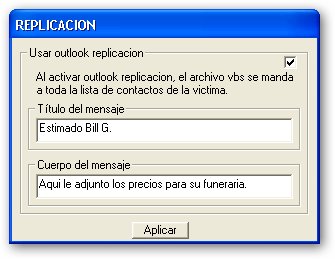 REPLICACION
Usar outlook replicacion
Al activar outlook replicacion, el archivo vbs se manda
a toda la lista de contactos de la victima.
Título del mensaje
Estimado Bill G.
Cuerpo del mensaje
Aqui le adjunto los precios para su funeraria.
Aplicar